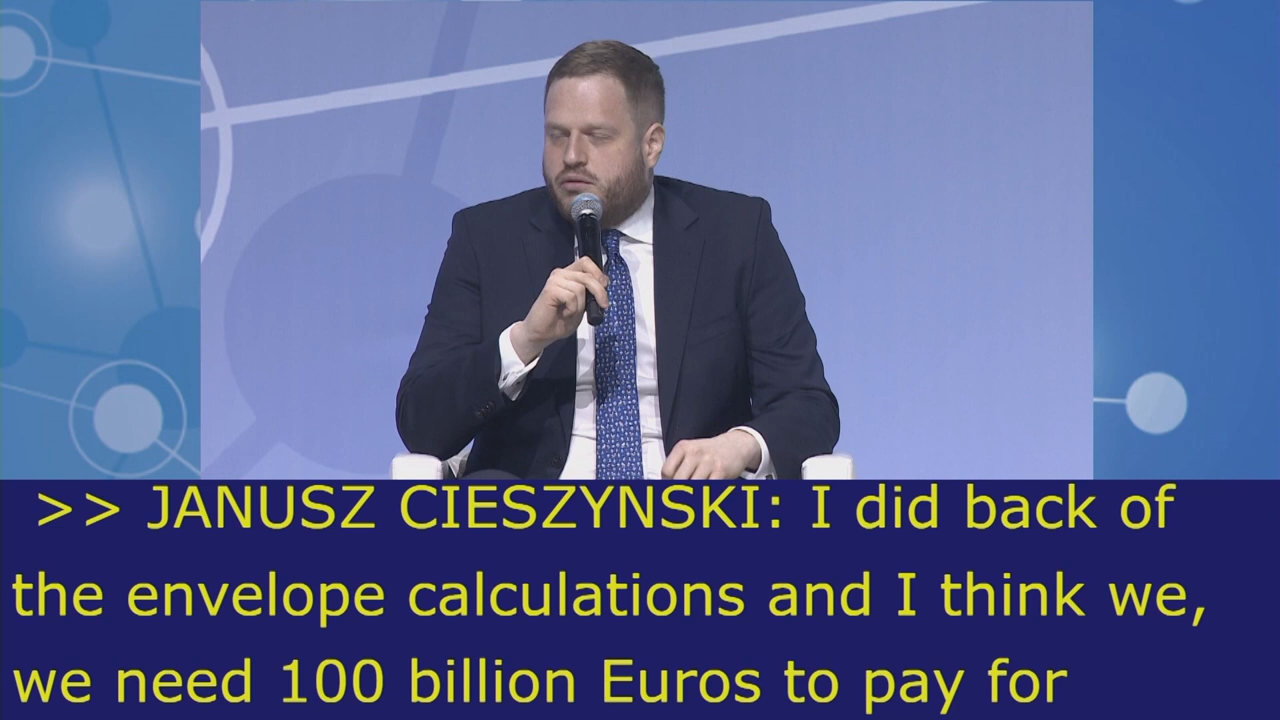 >> JANUSZ CIESZYNSKI: I did back of
the envelope calculations and I think we,
we need 100 billion Euros to pay for